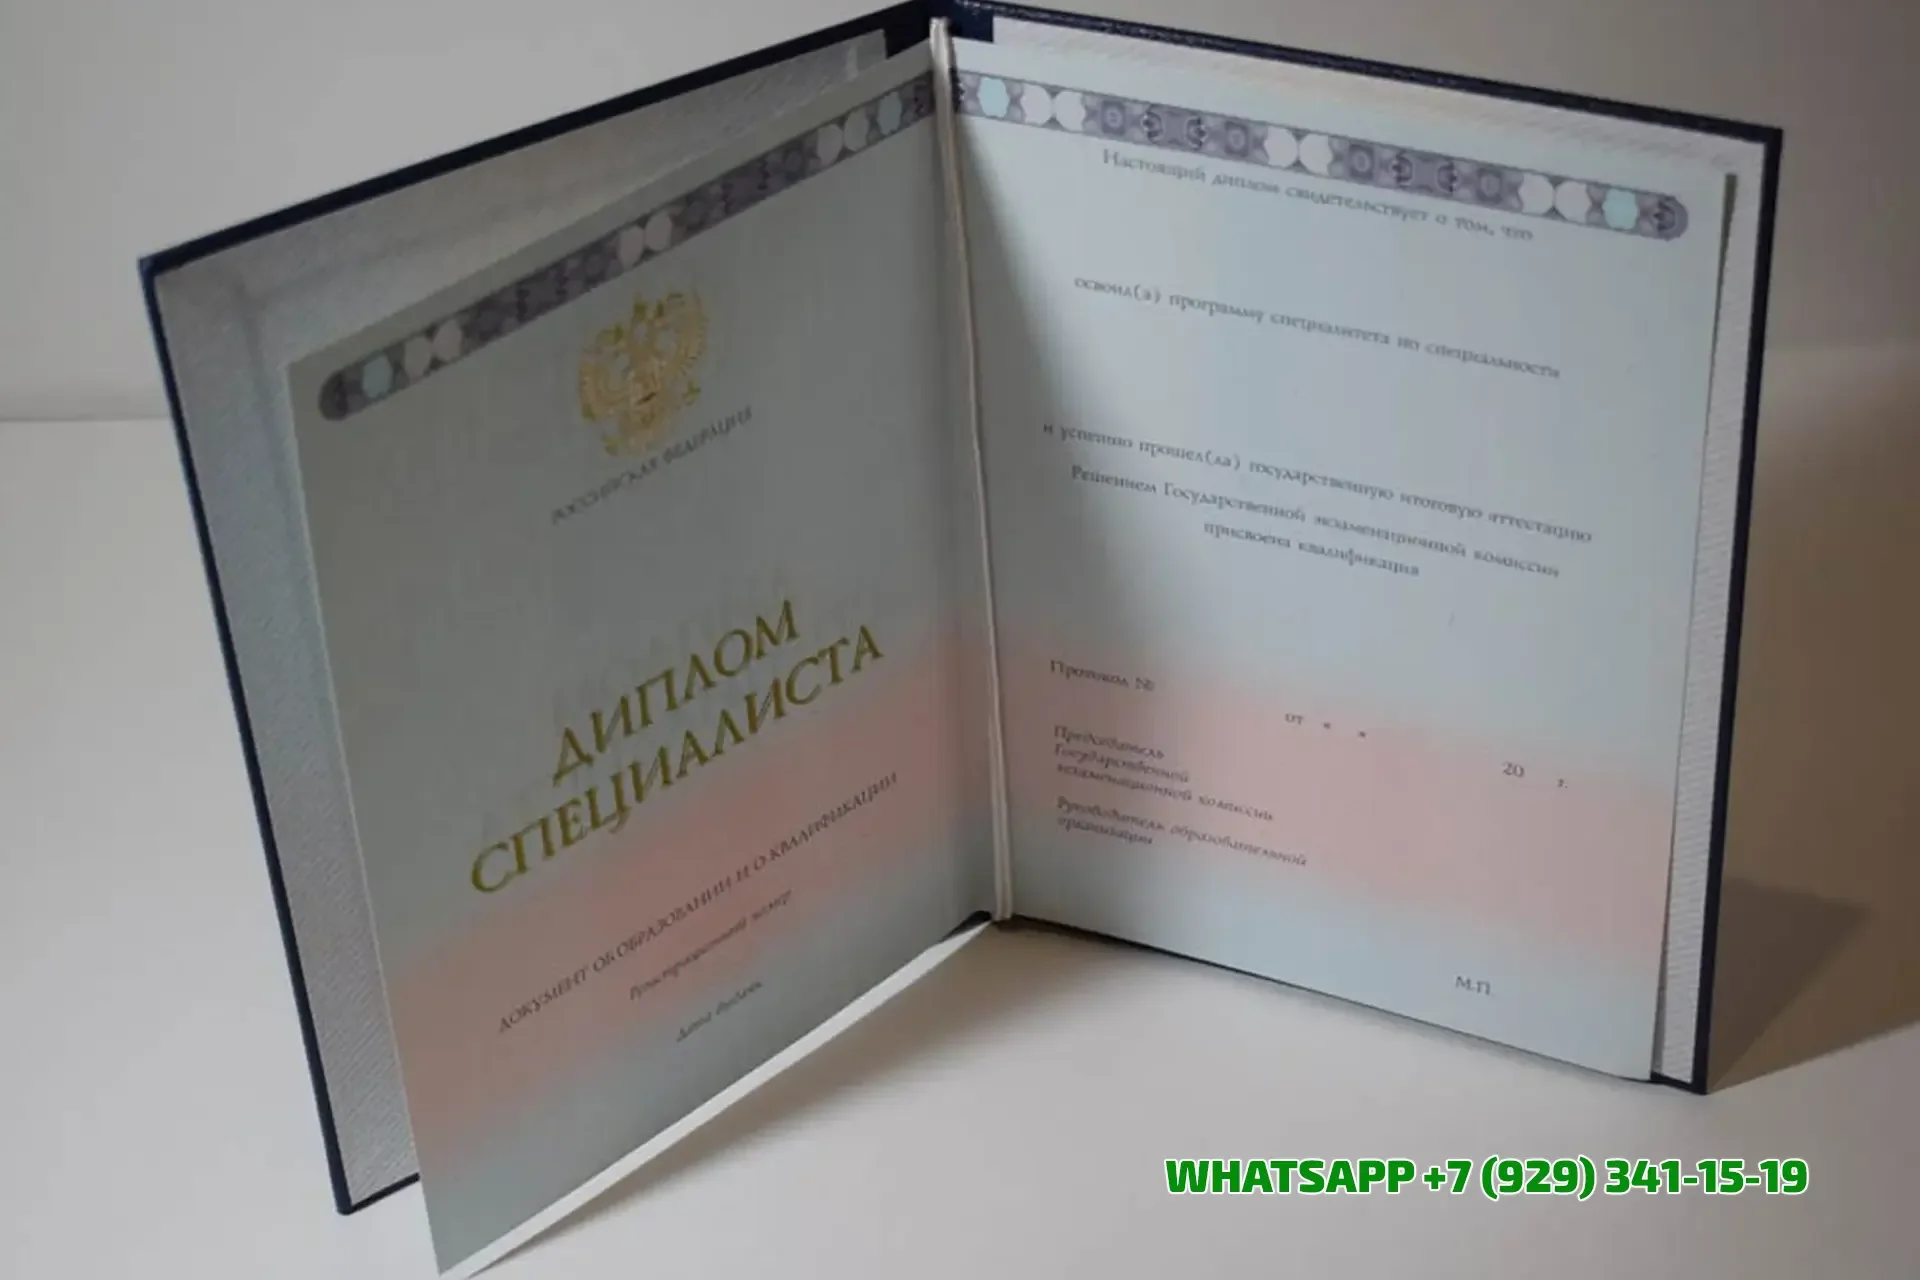 РОССИЙСКАЯ ФЕДЕРАЦИЯ
ДИПЛОМ
СПЕЦИАЛИСТА
ДОКУМЕНТ ОБ ОБРАЗОВАНИИ И О КВАЛИФИКАЦИИ
Регистрационный номер
Дата выдачи
Настоящий диплом свидетельствует о том, что
освоил(а) программу специалитета по специальности
и успешно прошел(ла) государственную итоговую аттестацию
Решением Государственной экзаменационной комиссии
присвоена квалификация
Протокол №
от « »
20 г.
Председатель
Государственной
экзаменационной комиссии
Руководитель образовательной
организации
М.П.
WHATSAPP +7 (929) 341-15-19